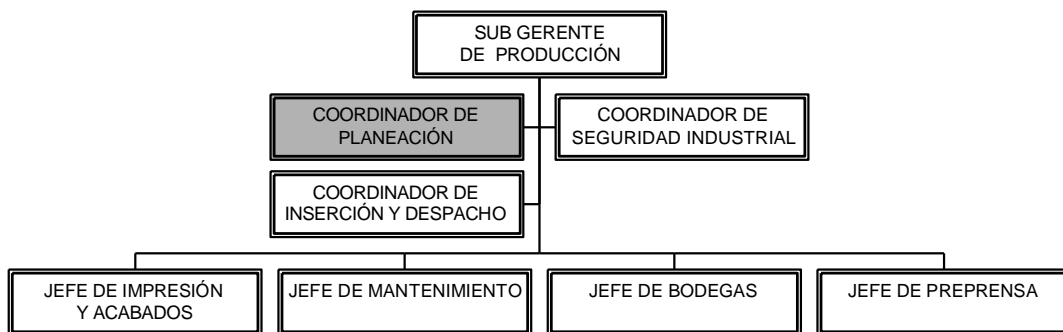 SUB GERENTE
DE PRODUCCIÓN
COORDINADOR DE
PLANEACIÓN
COORDINADOR DE
SEGURIDAD INDUSTRIAL
COORDINADOR DE
INSERCIÓN Y DESPACHO
JEFE DE IMPRESIÓN
Y ACABADOS
JEFE DE MANTENIMIENTO
JEFE DE BODEGAS
JEFE DE PREPRENSA